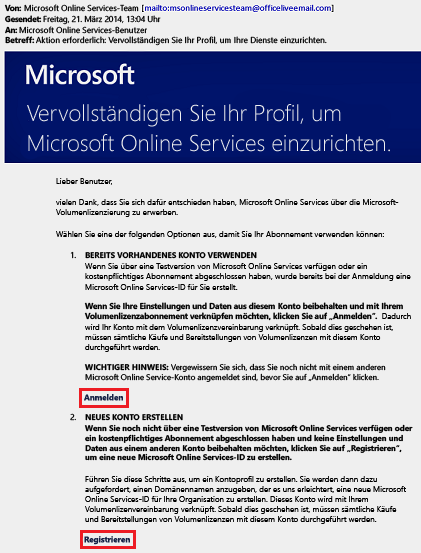 Von: Microsoft Online Services-Team [mailto:msonlineservicesteam@officeliveemail.com]
Gesendet: Freitag, 21. März 2014, 13:04 Uhr
An: Microsoft Online Services-Benutzer
Betreff: Aktion erforderlich: Vervollständigen Sie Ihr Profil, um Ihre Dienste einzurichten.
Microsoft
Vervollständigen Sie Ihr Profil, um
Microsoft Online Services einzurichten.
Lieber Benutzer,
vielen Dank, dass Sie sich dafür entschieden haben, Microsoft Online Services über die Microsoft-
Volumenlizenzierung zu erwerben.
Wählen Sie eine der folgenden Optionen aus, damit Sie Ihr Abonnement verwenden können:
1. BEREITS VORHANDENES KONTO VERWENDEN
Wenn Sie über eine Testversion von Microsoft Online Services verfügen oder ein
kostenpflichtiges Abonnement abgeschlossen haben, wurde bereits bei der Anmeldung eine
Microsoft Online Services-ID für Sie erstellt.
Wenn Sie Ihre Einstellungen und Daten aus diesem Konto beibehalten und mit Ihrem
Volumenlizenzabonnement verknüpfen möchten, klicken Sie auf „Anmelden“. Dadurch
wird Ihr Konto mit dem Volumenlizenzvereinbarung verknüpft. Sobald dies geschehen ist,
müssen sämtliche Käufe und Bereitstellungen von Volumenlizenzen mit diesem Konto
durchgeführt werden.
WICHTIGER HINWEIS: Vergewissern Sie sich, dass Sie noch nicht mit einem anderen
Microsoft Online Service-Konto angemeldet sind, bevor Sie auf „Anmelden“ klicken.
Anmelden
2. NEUES KONTO ERSTELLEN
Wenn Sie noch nicht über eine Testversion von Microsoft Online Services verfügen oder
ein kostenpflichtiges Abonnement abgeschlossen haben und keine Einstellungen und
Daten aus einem anderen Konto beibehalten möchten, klicken Sie auf „Registrieren“,
um eine neue Microsoft Online Services-ID zu erstellen.
Führen Sie diese Schritte aus, um ein Kontoprofil zu erstellen. Sie werden dann dazu
aufgefordert, einen Domänennamen anzugeben, der es uns erleichtert, eine neue Microsoft
Online Services-ID für Ihre Organisation zu erstellen. Dieses Konto wird mit Ihrem
Volumenlizenvereinbarung verknüpft. Sobald dies geschehen ist, müssen sämtliche Käufe
und Bereitstellungen von Volumenlizenzen mit diesem Konto durchgeführt werden.
Registrieren